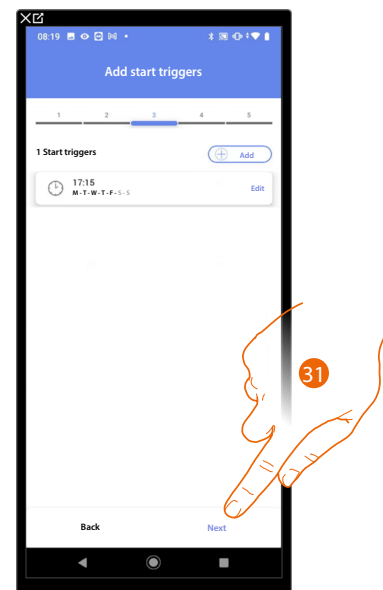 08:19
Add start triggers
1 2 3 4 5
1 Start triggers
Add
17:15
M-T-W-T-F-S-S
Edit
31
Back
Next